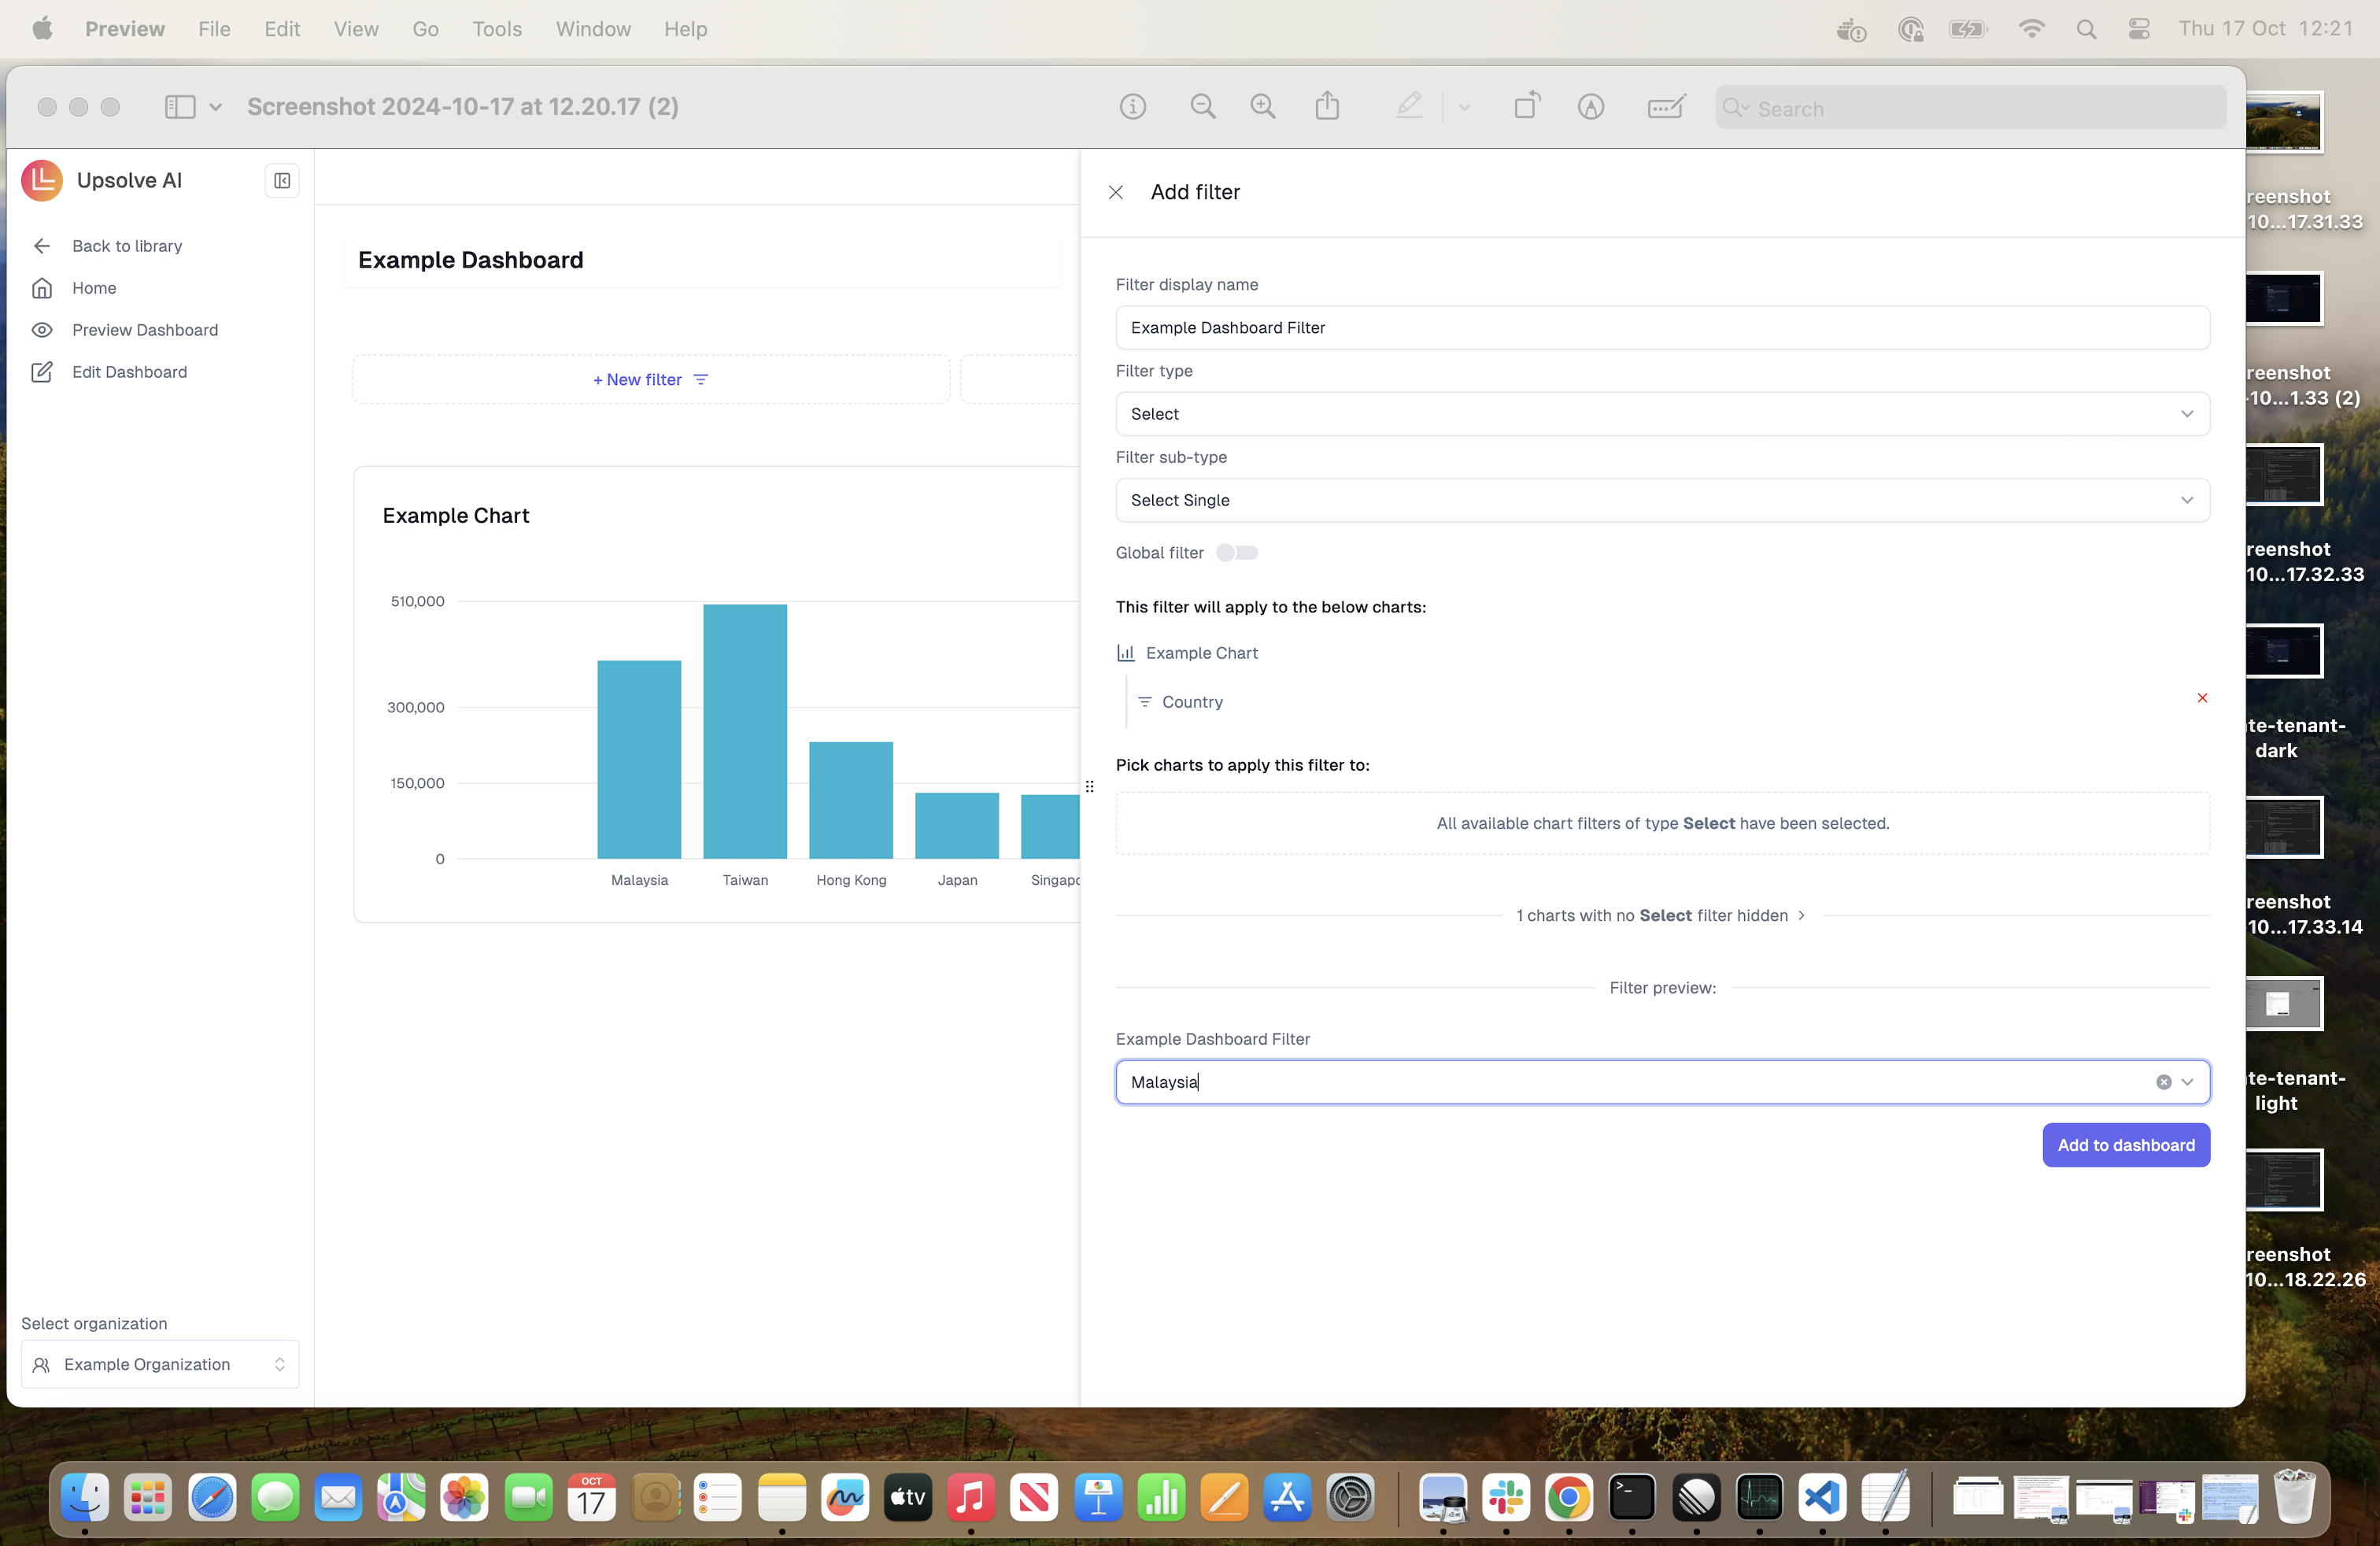 Preview File Edit View Go Tools Window Help Thu 17 Oct 12:21
Screenshot 2024-10-17 at 12.20.17 (2)
Search
Upsolve AI
Back to library
Home
Preview Dashboard
Edit Dashboard
Select organization
Example Organization
Example Dashboard
+ New filter
Example Chart
510,000
300,000
150,000
0
Malaysia Taiwan Hong Kong Japan Singapo
Add filter
Filter display name
Example Dashboard Filter
Filter type
Select
Filter sub-type
Select Single
Global filter
This filter will apply to the below charts:
Example Chart
Country
Pick charts to apply this filter to:
All available chart filters of type Select have been selected.
1 charts with no Select filter hidden
Filter preview:
Example Dashboard Filter
Malaysia
Add to dashboard
reenshot
10...17.31.33
reenshot
-10...1.33 (2)
reenshot
10...17.32.33
te-tenant-
dark
reenshot
10...17.33.14
te-tenant-
light
reenshot
10...18.22.26
OCT
17
tv